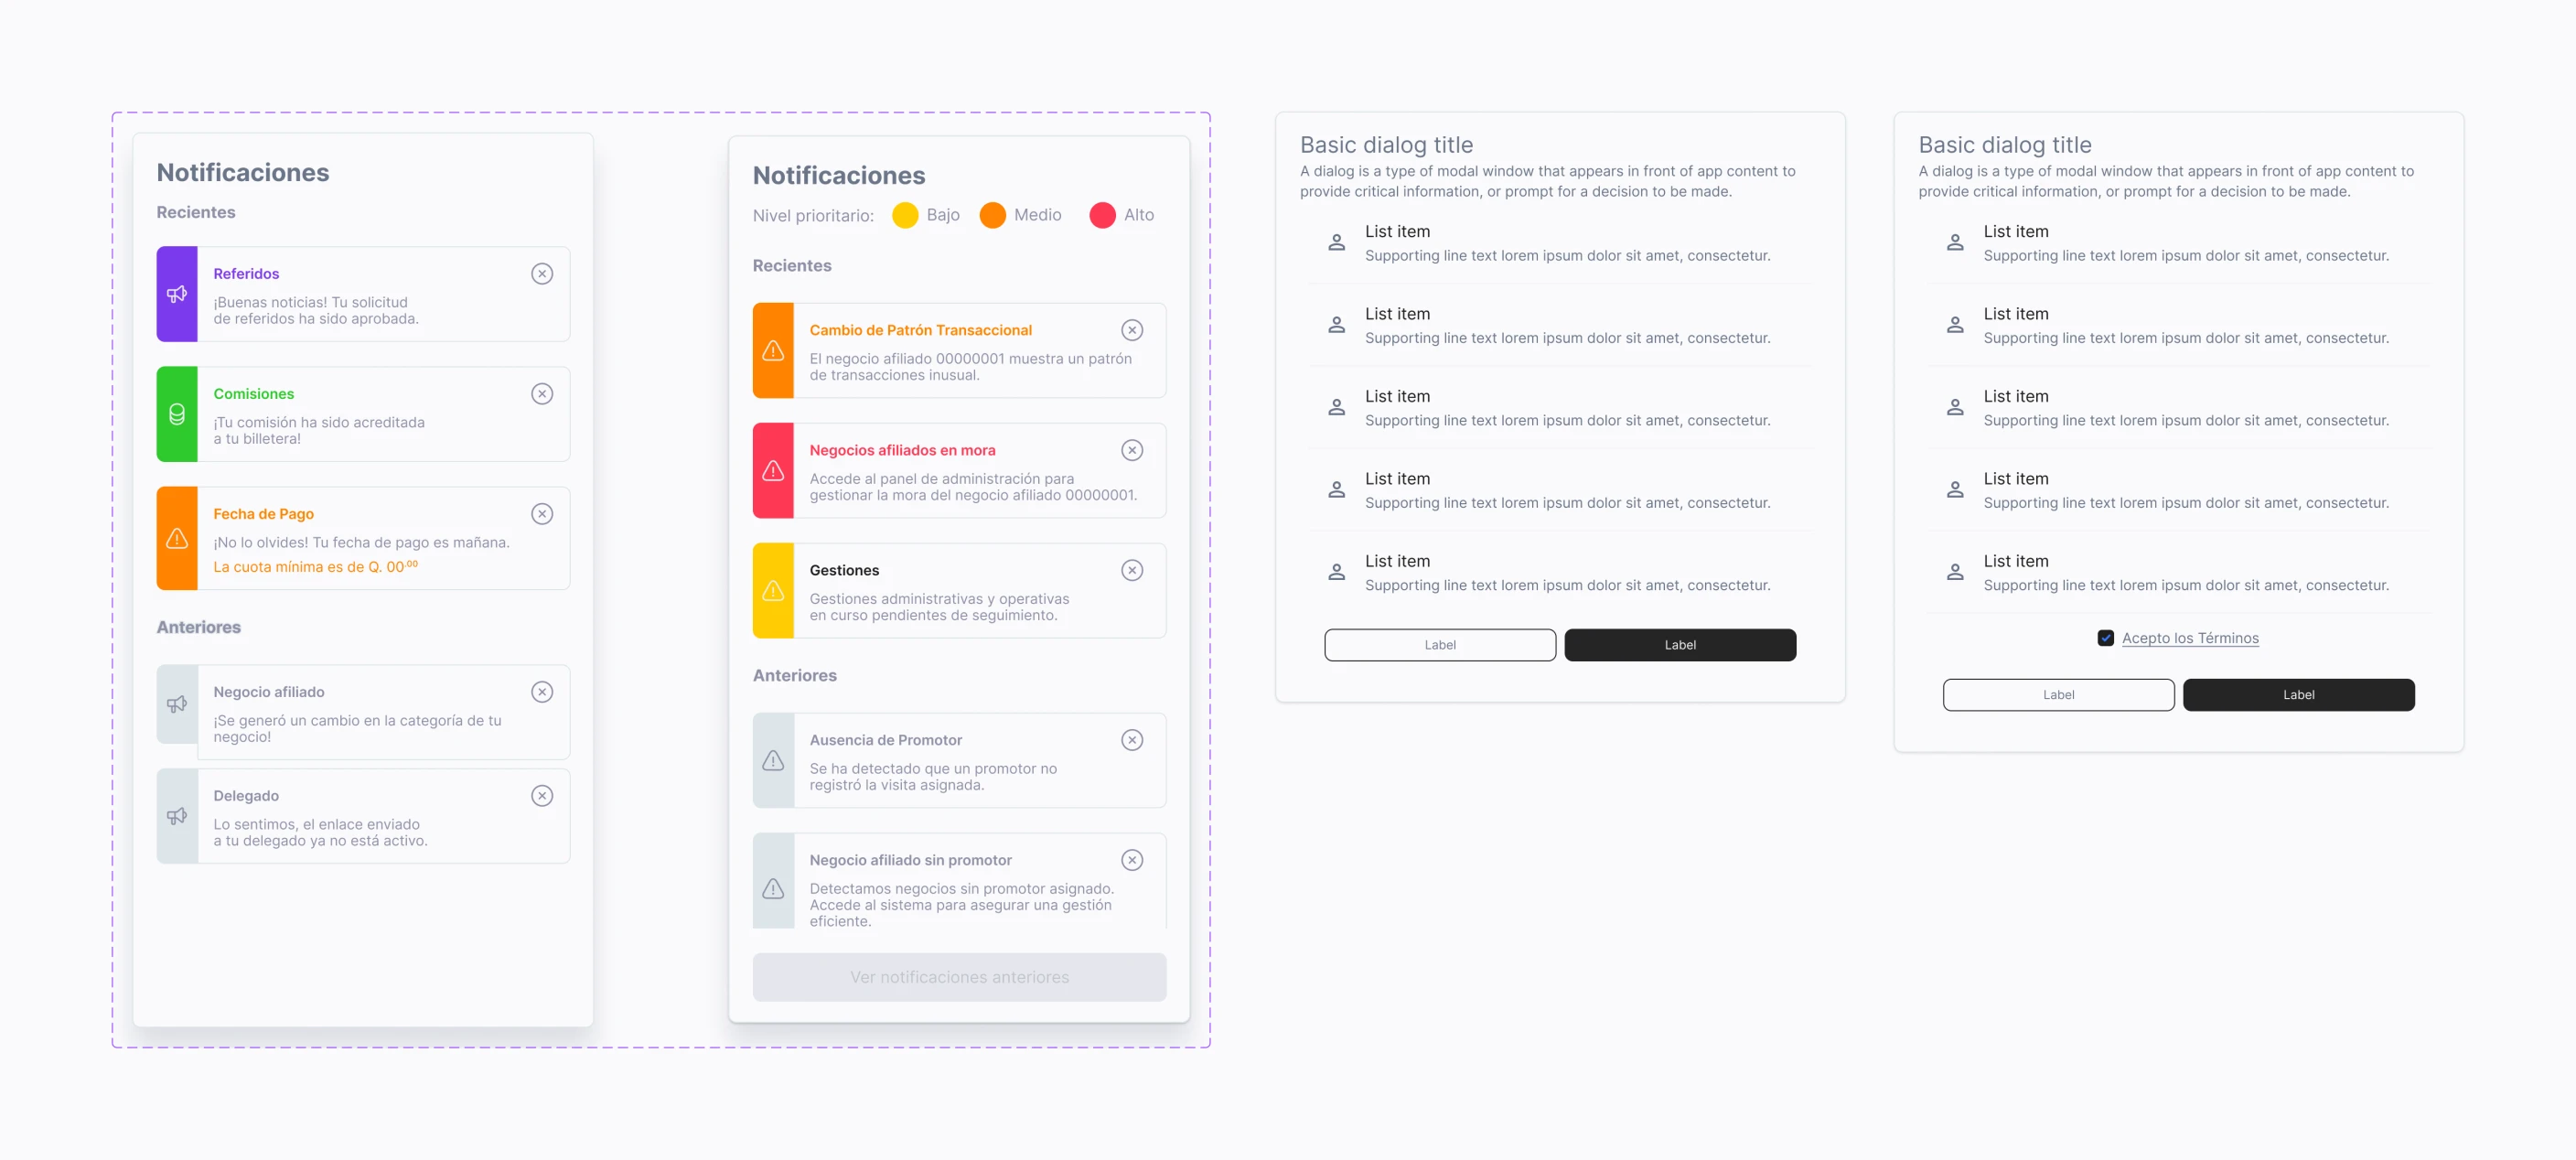 Notificaciones
Recientes
Referidos
¡Buenas noticias! Tu solicitud
de referidos ha sido aprobada.
Comisiones
¡Tu comisión ha sido acreditada
a tu billetera!
Fecha de Pago
¡No lo olvides! Tu fecha de pago es mañana.
La cuota mínima es de Q. 00.00
Anteriores
Negocio afiliado
¡Se generó un cambio en la categoría de tu
negocio!
Delegado
Lo sentimos, el enlace enviado
a tu delegado ya no está activo.
Notificaciones
Nivel prioritario: Bajo Medio Alto
Recientes
Cambio de Patrón Transaccional
El negocio afiliado 00000001 muestra un patrón
de transacciones inusual.
Negocios afiliados en mora
Accede al panel de administración para
gestionar la mora del negocio afiliado 00000001.
Gestiones
Gestiones administrativas y operativas
en curso pendientes de seguimiento.
Anteriores
Ausencia de Promotor
Se ha detectado que un promotor no
registró la visita asignada.
Negocio afiliado sin promotor
Detectamos negocios sin promotor asignado.
Accede al sistema para asegurar una gestión
eficiente.
Ver notificaciones anteriores
Basic dialog title
A dialog is a type of modal window that appears in front of app content to
provide critical information, or prompt for a decision to be made.
List item
Supporting line text lorem ipsum dolor sit amet, consectetur.
List item
Supporting line text lorem ipsum dolor sit amet, consectetur.
List item
Supporting line text lorem ipsum dolor sit amet, consectetur.
List item
Supporting line text lorem ipsum dolor sit amet, consectetur.
List item
Supporting line text lorem ipsum dolor sit amet, consectetur.
Label Label
Basic dialog title
A dialog is a type of modal window that appears in front of app content to
provide critical information, or prompt for a decision to be made.
List item
Supporting line text lorem ipsum dolor sit amet, consectetur.
List item
Supporting line text lorem ipsum dolor sit amet, consectetur.
List item
Supporting line text lorem ipsum dolor sit amet, consectetur.
List item
Supporting line text lorem ipsum dolor sit amet, consectetur.
List item
Supporting line text lorem ipsum dolor sit amet, consectetur.
Acepto los Términos
Label Label